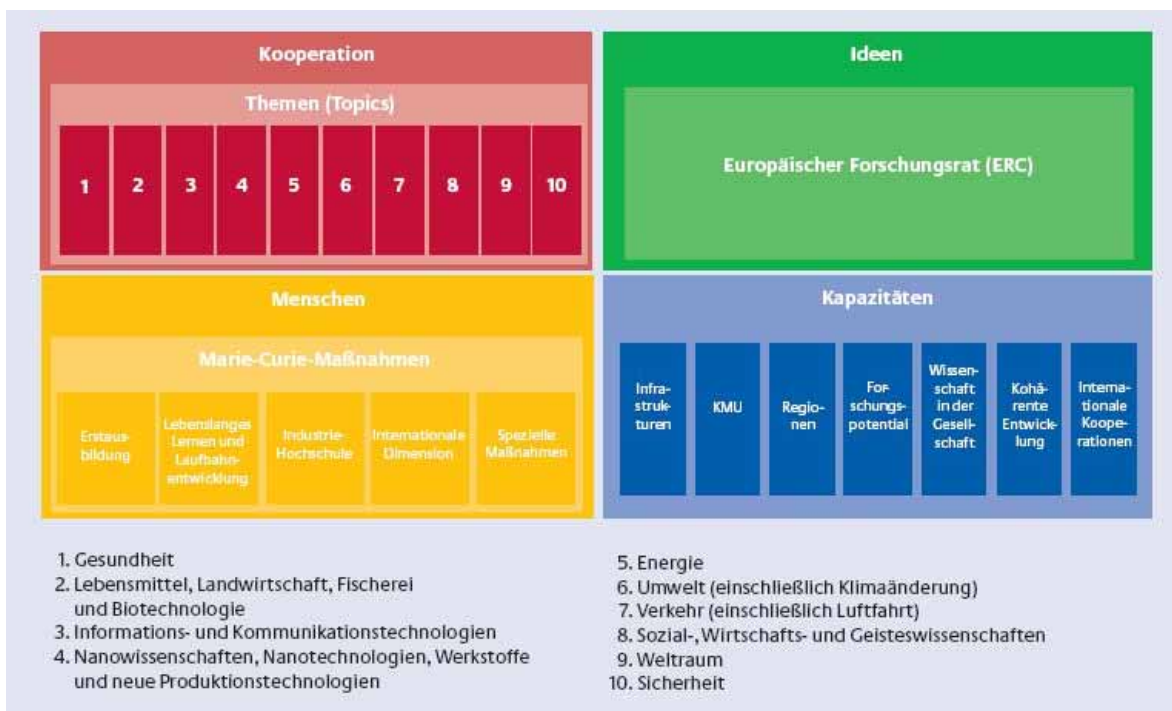 Kooperation
Themen (Topics)
1 2 3 4 5 6 7 8 9 10
Ideen
Europäischer Forschungsrat (ERC)
Menschen
Marie-Curie-Maßnahmen
Erstaus-
bildung
Lebenslanges
Lernen und
Laufbahn-
entwicklung
Industrie-
Hochschule
Internationale
Dimension
Spezielle
Maßnahmen
Kapazitäten
Infra-
struk-
turen
KMU
Regio-
nen
For-
schungs-
potential
Wissen-
schaft
in der
Gesell-
schaft
Kohä-
rente
Entwick-
lung
Interna-
tionale
Koope-
rationen
1. Gesundheit
2. Lebensmittel, Landwirtschaft, Fischerei
und Biotechnologie
3. Informations- und Kommunikationstechnologien
4. Nanowissenschaften, Nanotechnologien, Werkstoffe
und neue Produktionstechnologien
5. Energie
6. Umwelt (einschließlich Klimaänderung)
7. Verkehr (einschließlich Luftfahrt)
8. Sozial-, Wirtschafts- und Geisteswissenschaften
9. Weltraum
10. Sicherheit